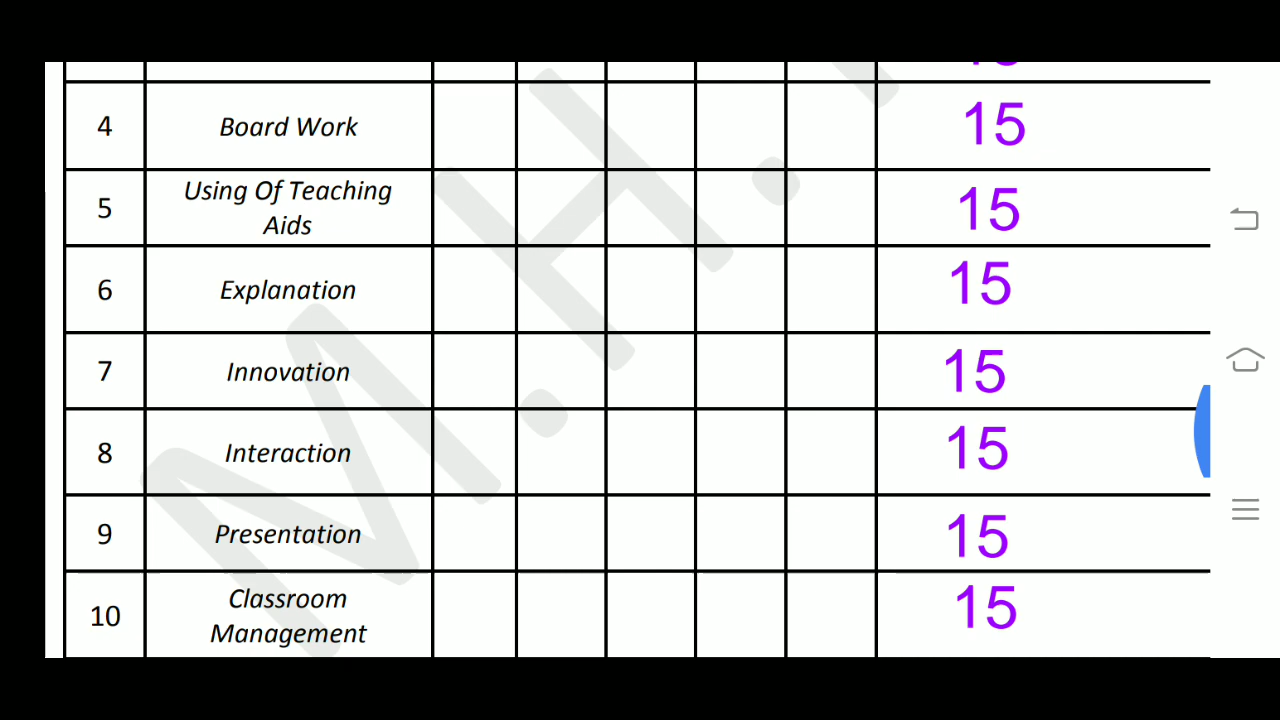 4 Board Work 15
5 Using Of Teaching Aids 15
6 Explanation 15
7 Innovation 15
8 Interaction 15
9 Presentation 15
10 Classroom Management 15
M.H.